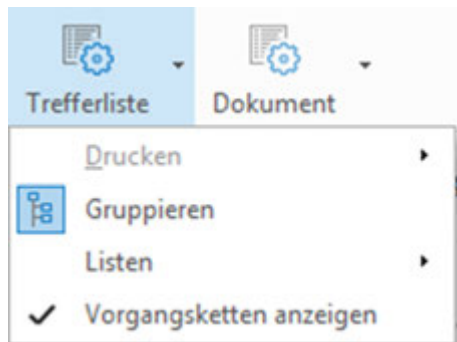 Trefferliste Dokument
Drucken
Gruppieren
Listen
Vorgangsketten anzeigen